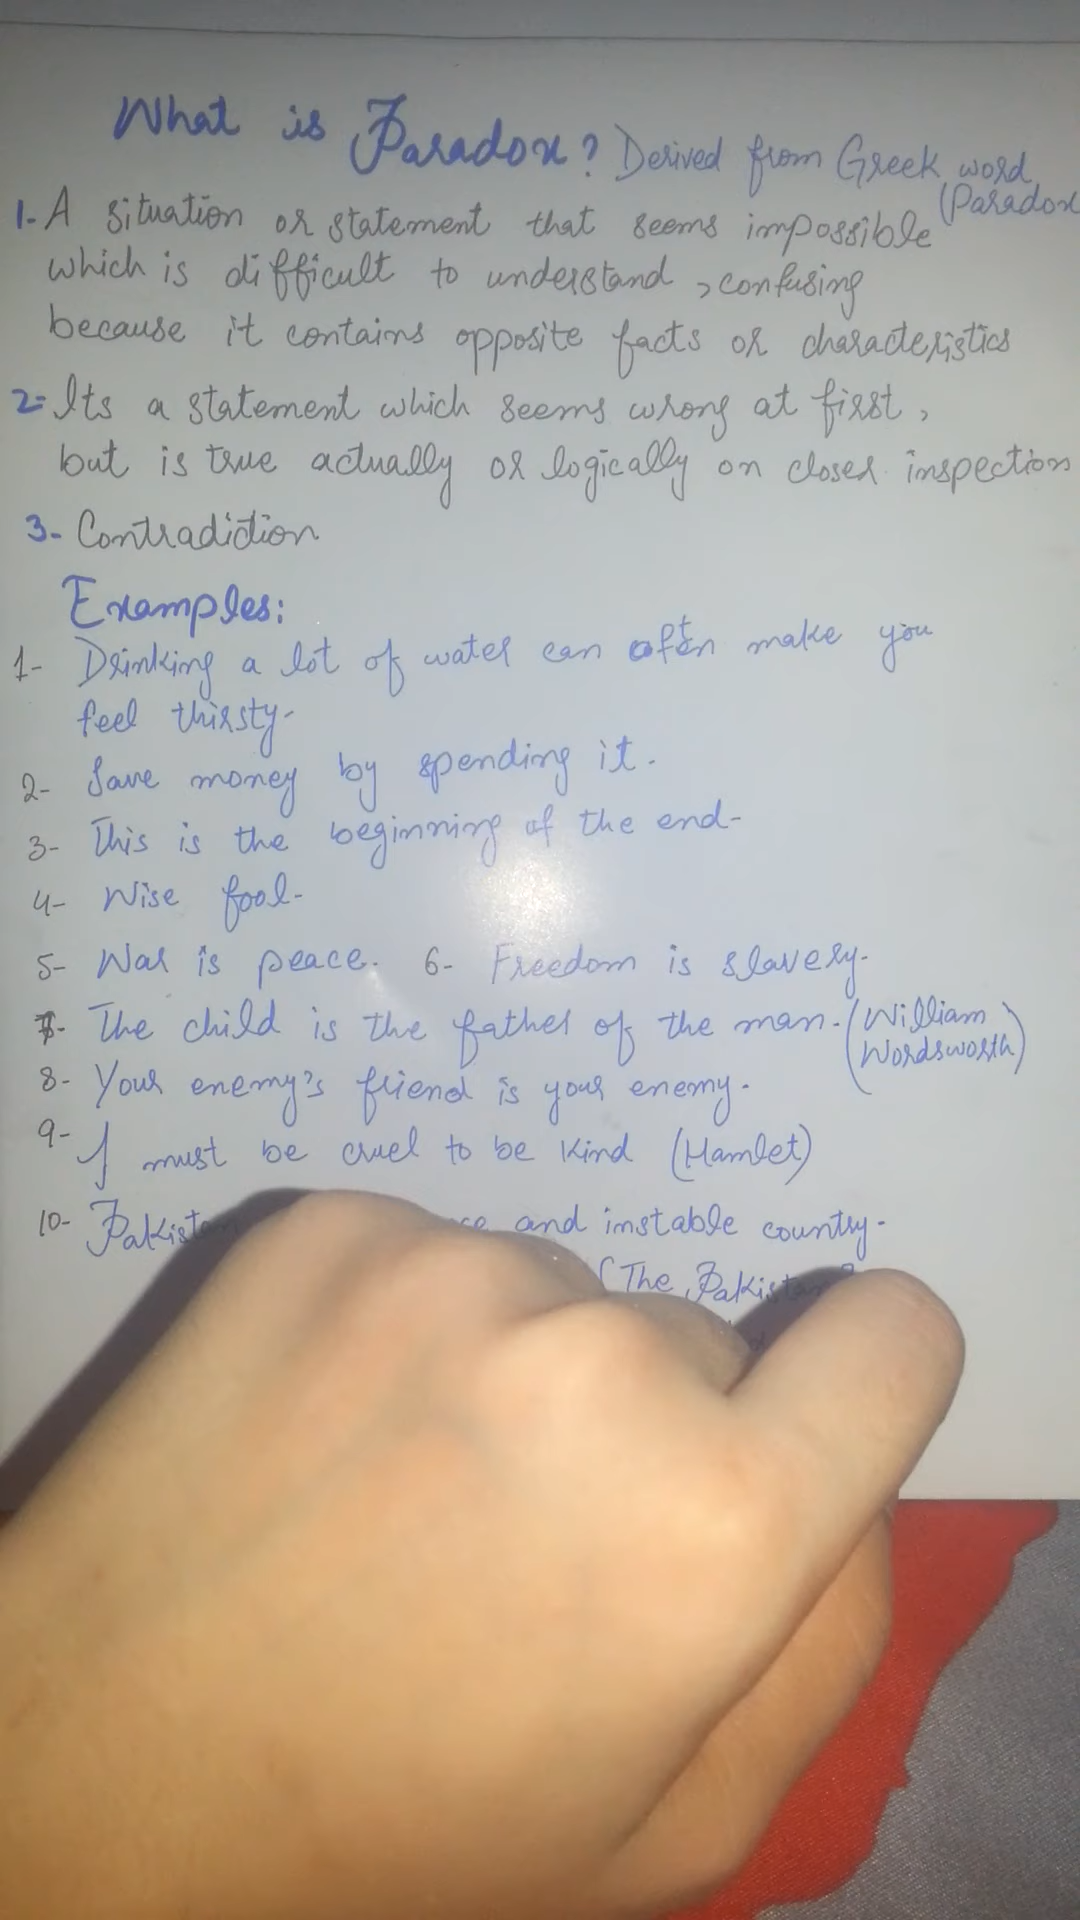 What is Paradox? Derived from Greek word
(Paradox
1- A situation or statement that seems impossible
which is difficult to understand, confusing
because it contains opposite facts or characteristics
2- Its a statement which seems wrong at first,
but is true actually or logically on closer inspection
3- Contradiction
Examples:
1- Drinking a lot of water can often make you
feel thirsty-
2- Save money by spending it.
3- This is the beginning of the end-
4- Wise fool-
5- War is peace. 6- Freedom is slavery-
7- The child is the father of the man-(William
Wordsworth)
8- Your enemy's friend is your enemy-
9- I must be cruel to be kind (Hamlet)
10- and instable country-
(The Pakistan